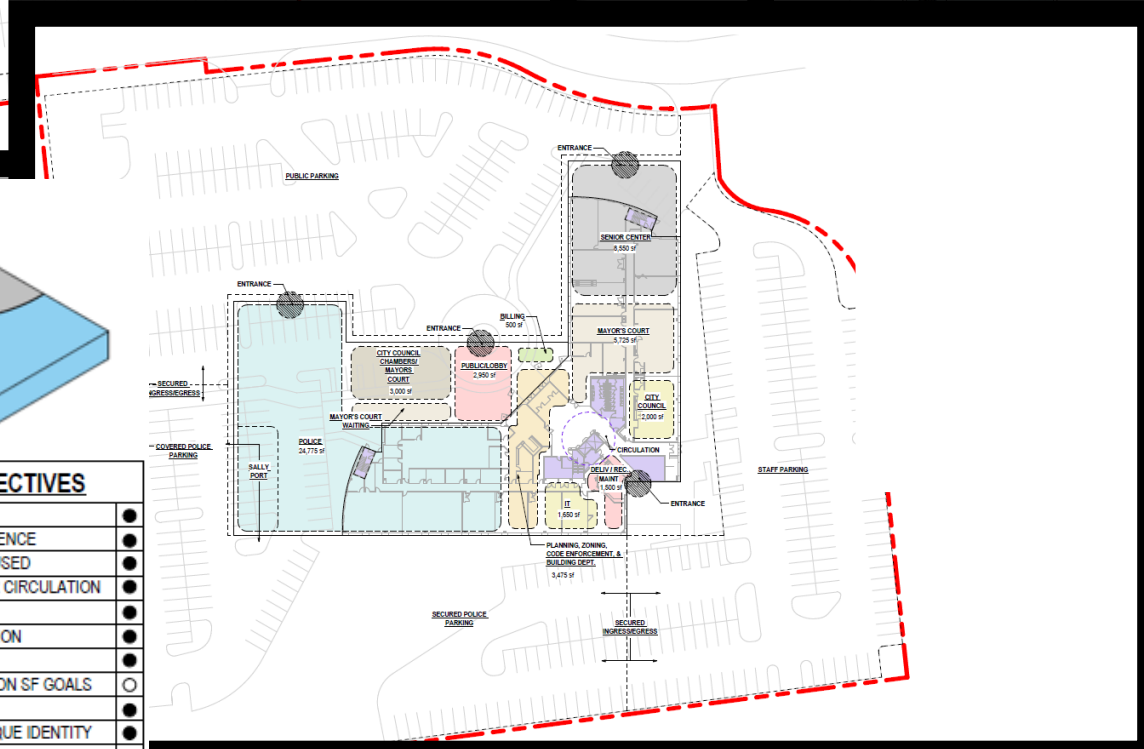 ENTRANCE
PUBLIC PARKING
SENIOR CENTER
8,550 sf
ENTRANCE
BILLING
500 sf
ENTRANCE
MAYOR'S COURT
5,725 sf
CITY COUNCIL
CHAMBERS/
MAYORS
COURT
3,000 sf
PUBLIC/LOBBY
2,950 sf
SECURED
INGRESS/EGRESS
CITY
COUNCIL
2,000 sf
MAYOR'S COURT
WAITING
POLICE
24,775 sf
COVERED POLICE
PARKING
CIRCULATION
SALLY
PORT
DELIV / REC.
MAINT.
1,500 sf
STAFF PARKING
IT
1,650 sf
ENTRANCE
PLANNING, ZONING,
CODE ENFORCEMENT, &
BUILDING DEPT.
3,475 sf
SECURED POLICE
PARKING
SECURED
INGRESS/EGRESS
ECTIVES
ENCE
SED
CIRCULATION
ON
ON SF GOALS
QUE IDENTITY